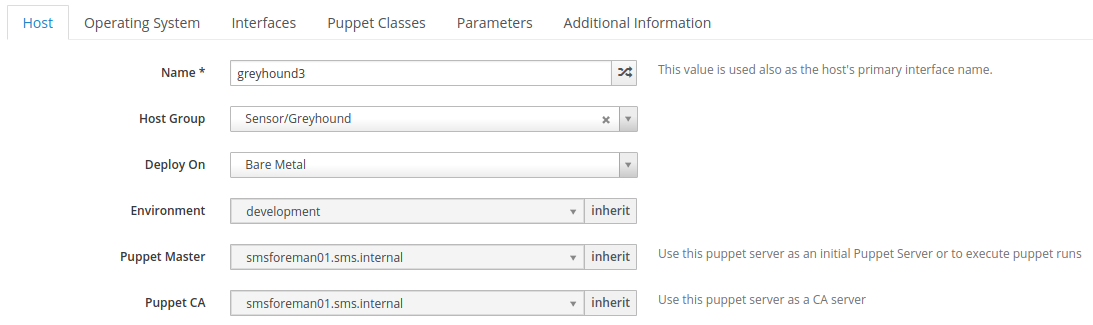 Host Operating System Interfaces Puppet Classes Parameters Additional Information
Name * greyhound3 This value is used also as the host's primary interface name.
Host Group Sensor/Greyhound
Deploy On Bare Metal
Environment development inherit
Puppet Master smsforeman01.sms.internal inherit Use this puppet server as an initial Puppet Server or to execute puppet runs
Puppet CA smsforeman01.sms.internal inherit Use this puppet server as a CA server